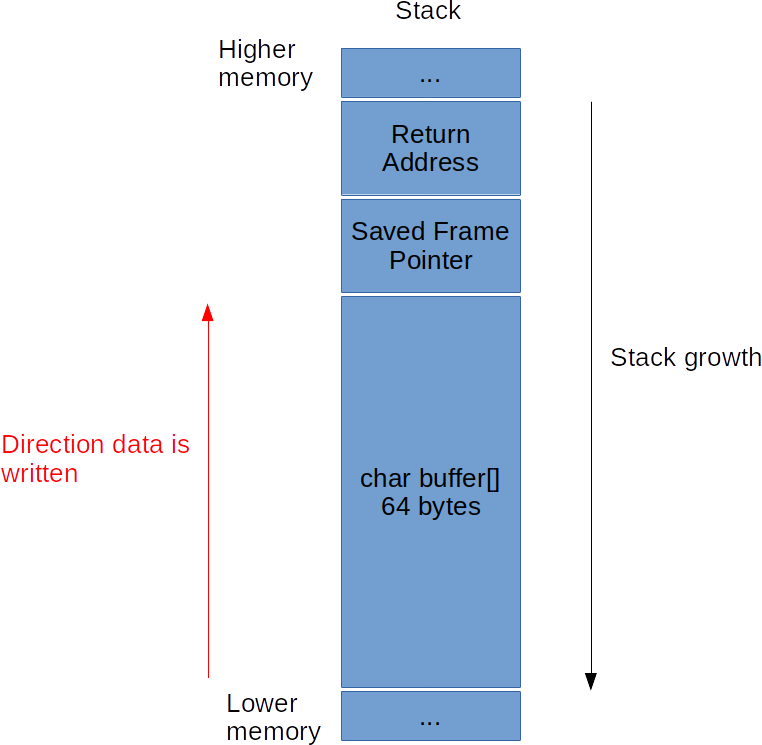 Stack
Higher
memory
...
Return
Address
Saved Frame
Pointer
Stack growth
Direction data is
written
char buffer[]
64 bytes
Lower
memory
...